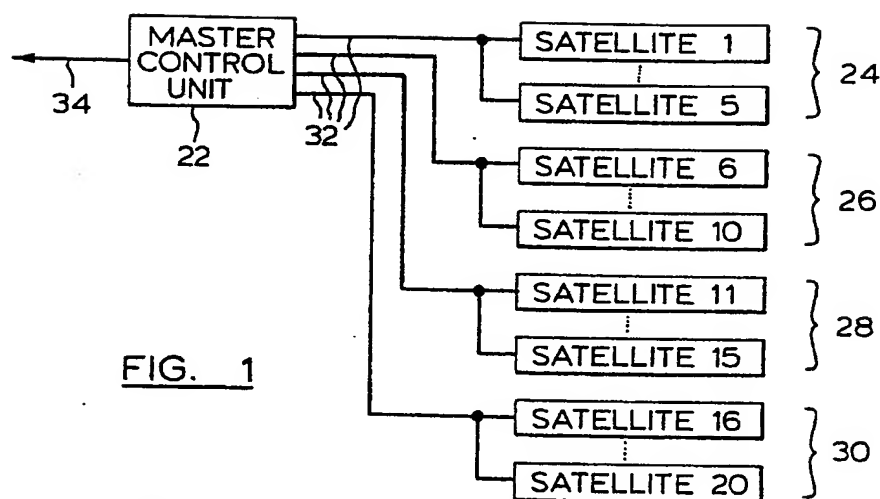 MASTER
CONTROL
UNIT
34
22
32
SATELLITE 1
SATELLITE 5
24
SATELLITE 6
SATELLITE 10
26
SATELLITE 11
SATELLITE 15
28
SATELLITE 16
SATELLITE 20
30
FIG. 1